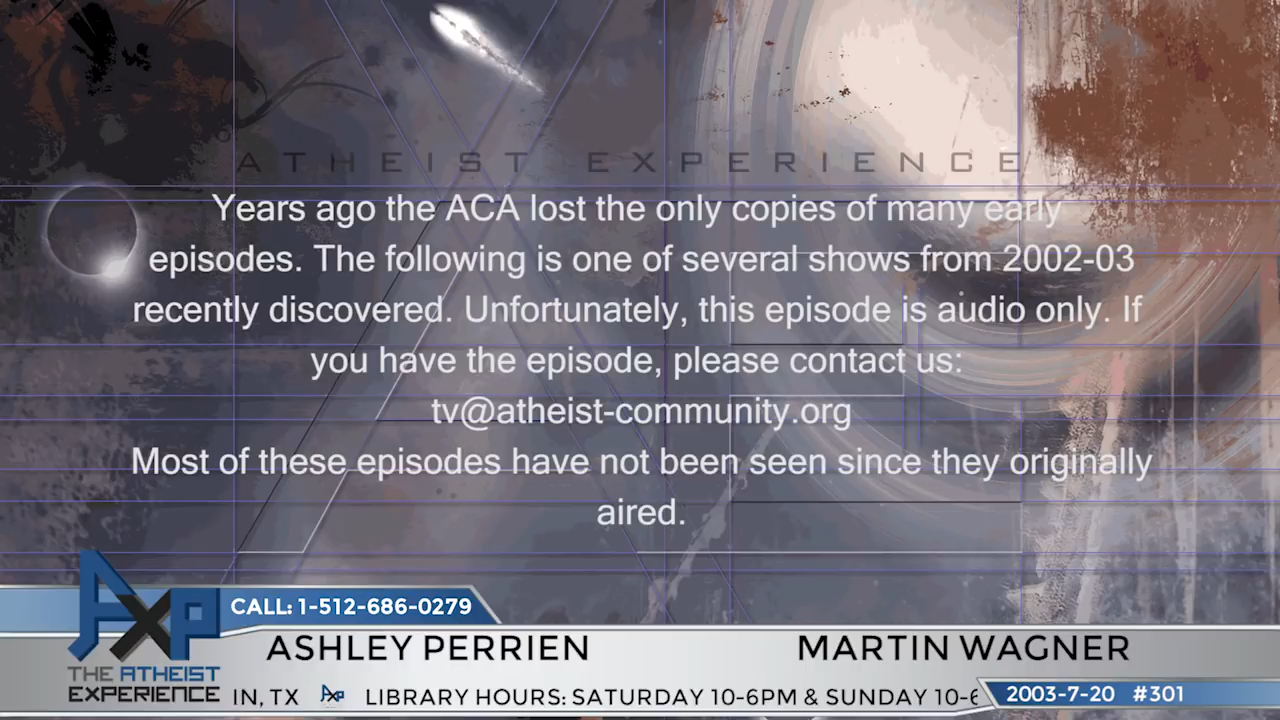 ATHEIST EXPERIENCE
Years ago the ACA lost the only copies of many early
episodes. The following is one of several shows from 2002-03
recently discovered. Unfortunately, this episode is audio only. If
you have the episode, please contact us:
tv@atheist-community.org
Most of these episodes have not been seen since they originally
aired.
CALL: 1-512-686-0279
AXP
ASHLEY PERRIEN MARTIN WAGNER
THE ATHEIST
EXPERIENCE
IN, TX AXP LIBRARY HOURS: SATURDAY 10-6PM & SUNDAY 10-6
2003-7-20 #301